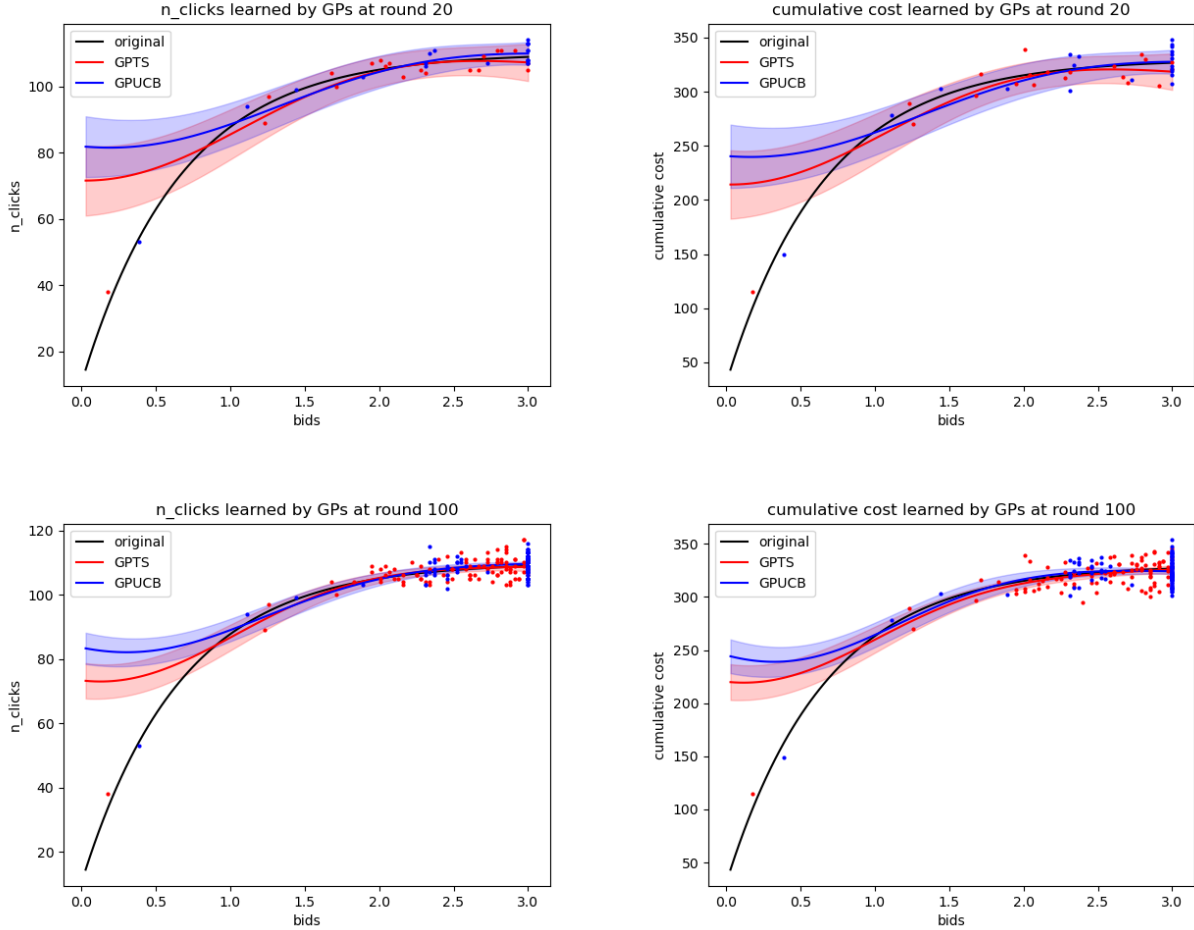 n_clicks learned by GPs at round 20
original
GPTS
GPUCB
n_clicks
100
80
60
40
20
0.0 0.5 1.0 1.5 2.0 2.5 3.0
bids
cumulative cost learned by GPs at round 20
original
GPTS
GPUCB
cumulative cost
350
300
250
200
150
100
50
0.0 0.5 1.0 1.5 2.0 2.5 3.0
bids
n_clicks learned by GPs at round 100
original
GPTS
GPUCB
n_clicks
120
100
80
60
40
20
0.0 0.5 1.0 1.5 2.0 2.5 3.0
bids
cumulative cost learned by GPs at round 100
original
GPTS
GPUCB
cumulative cost
350
300
250
200
150
100
50
0.0 0.5 1.0 1.5 2.0 2.5 3.0
bids